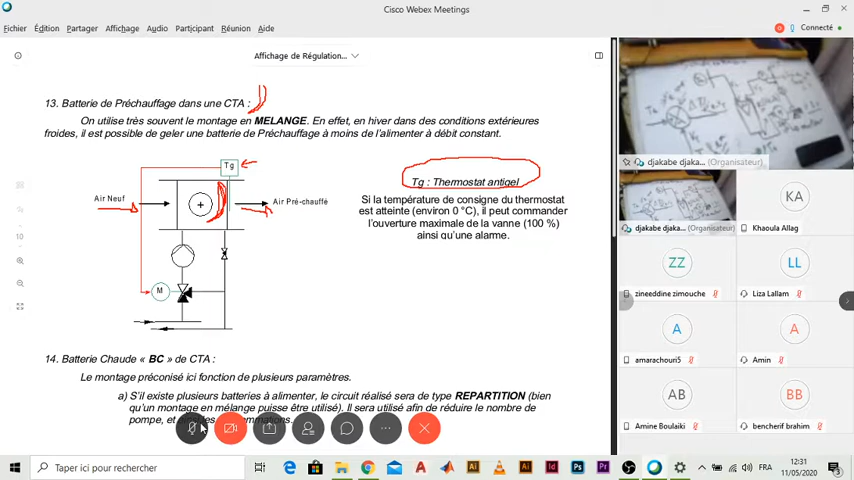 Cisco Webex Meetings
Fichier Édition Partager Affichage Audio Participant Réunion Aide
Connecté
Affichage de Régulation...
13. Batterie de Préchauffage dans une CTA :
On utilise très souvent le montage en MELANGE. En effet, en hiver dans des conditions extérieures
froides, il est possible de geler une batterie de Préchauffage à moins de l'alimenter à débit constant.
Tg
Air Neuf
+
Air Pré-chauffé
M
Tg : Thermostat antigel
Si la température de consigne du thermostat
est atteinte (environ 0 °C), il peut commander
l'ouverture maximale de la vanne (100 %)
ainsi qu'une alarme.
14. Batterie Chaude « BC » de CTA :
Le montage préconisé ici fonction de plusieurs paramètres.
a) S'il existe plusieurs batteries à alimenter, le circuit réalisé sera de type REPARTITION (bien
qu'un montage en mélange puisse être utilisé). Il sera utilisé afin de réduire le nombre de
pompe, et
djakabe djaka... (Organisateur)
djakabe djaka... (Organisateur)
KA
Khaoula Allag
ZZ
zineeddine zimouche
LL
Liza Lallam
A
amarachouri5
A
Amin
AB
Amine Boulaiki
BB
bencherif brahim
10
Taper ici pour rechercher
FRA
12:31
11/05/2020
3